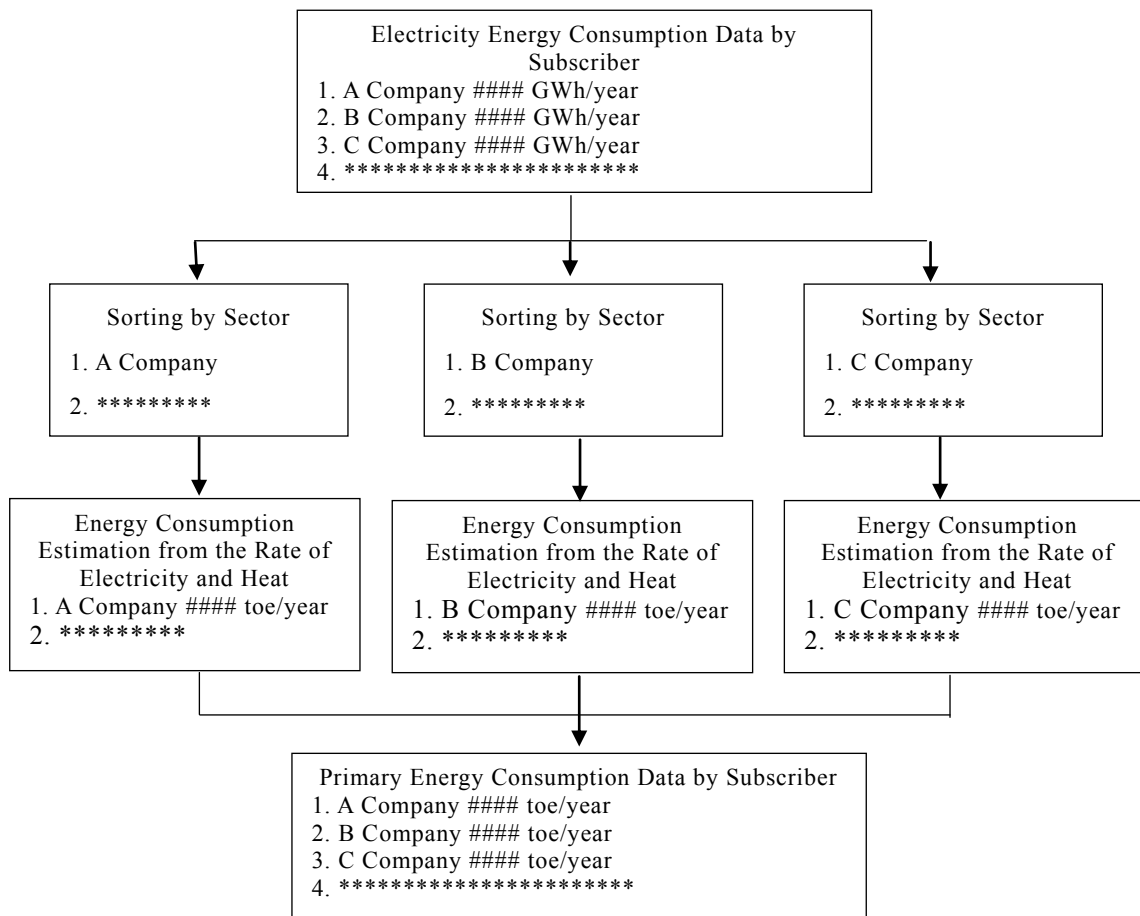 Electricity Energy Consumption Data by
Subscriber
1. A Company #### GWh/year
2. B Company #### GWh/year
3. C Company #### GWh/year
4. ***********************
Sorting by Sector
1. A Company
2. *********
Sorting by Sector
1. B Company
2. *********
Sorting by Sector
1. C Company
2. *********
Energy Consumption
Estimation from the Rate of
Electricity and Heat
1. A Company #### toe/year
2. *********
Energy Consumption
Estimation from the Rate of
Electricity and Heat
1. B Company #### toe/year
2. *********
Energy Consumption
Estimation from the Rate of
Electricity and Heat
1. C Company #### toe/year
2. *********
Primary Energy Consumption Data by Subscriber
1. A Company #### toe/year
2. B Company #### toe/year
3. C Company #### toe/year
4. ***********************